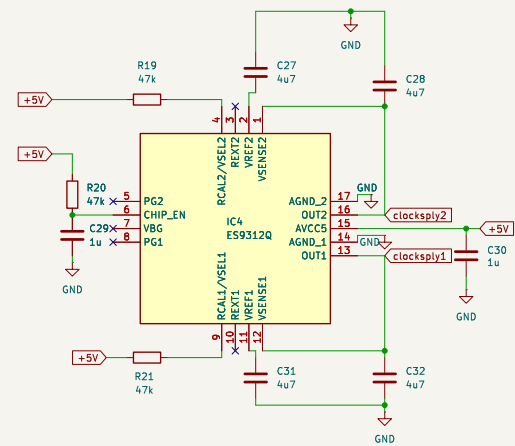 GND
R19
47k
C27
4u7
C28
4u7
+5V
4
3
2
1
RCAL2/VSEL2
REXT2
VREF2
VSENSE2
+5V
R20
47k
5
PG2
6
CHIP_EN
7
VBG
8
PG1
C29
1u
GND
IC4
ES9312Q
AGND_2
17
GND
OUT2
16
clocksply2
AVCC5
15
+5V
AGND_1
14
GND
OUT1
13
clocksply1
C30
1u
GND
RCAL1/VSEL1
REXT1
VREF1
VSENSE1
9
10
11
12
+5V
R21
47k
C31
4u7
C32
4u7
GND